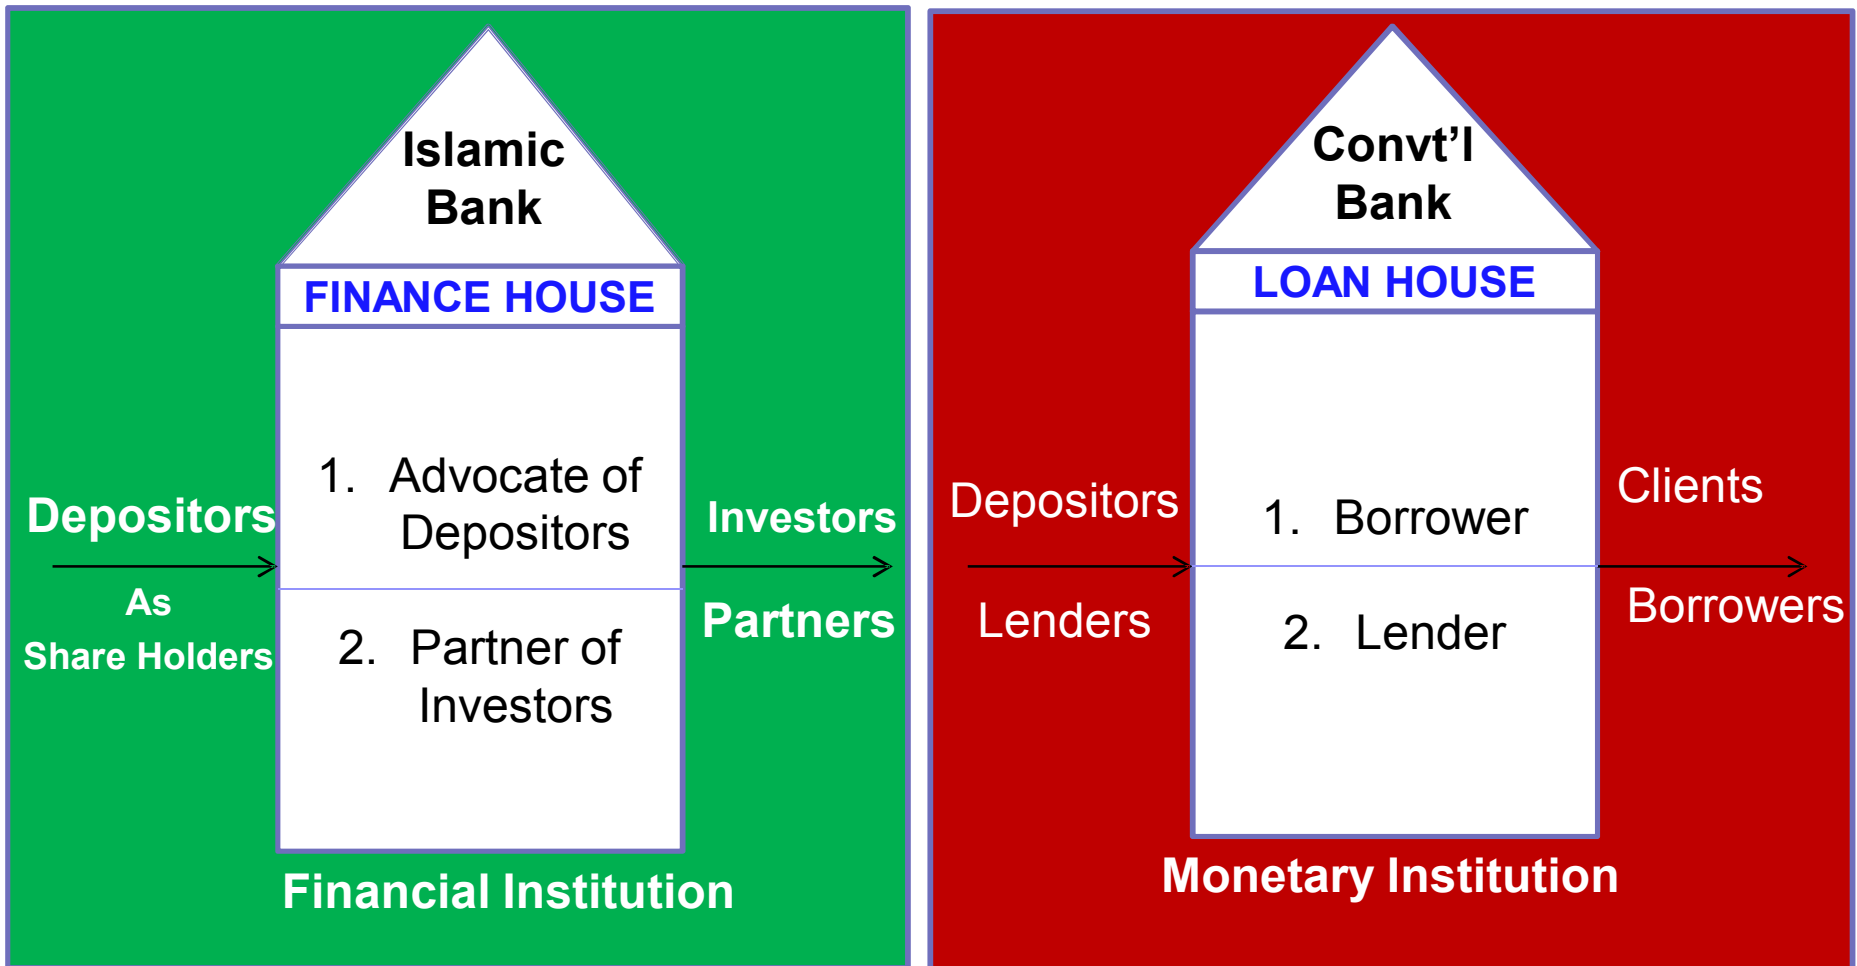 Islamic
Bank
FINANCE HOUSE
1. Advocate of
Depositors
2. Partner of
Investors
Depositors
As
Share Holders
Investors
Partners
Financial Institution
Convt'l
Bank
LOAN HOUSE
1. Borrower
2. Lender
Depositors
Lenders
Clients
Borrowers
Monetary Institution